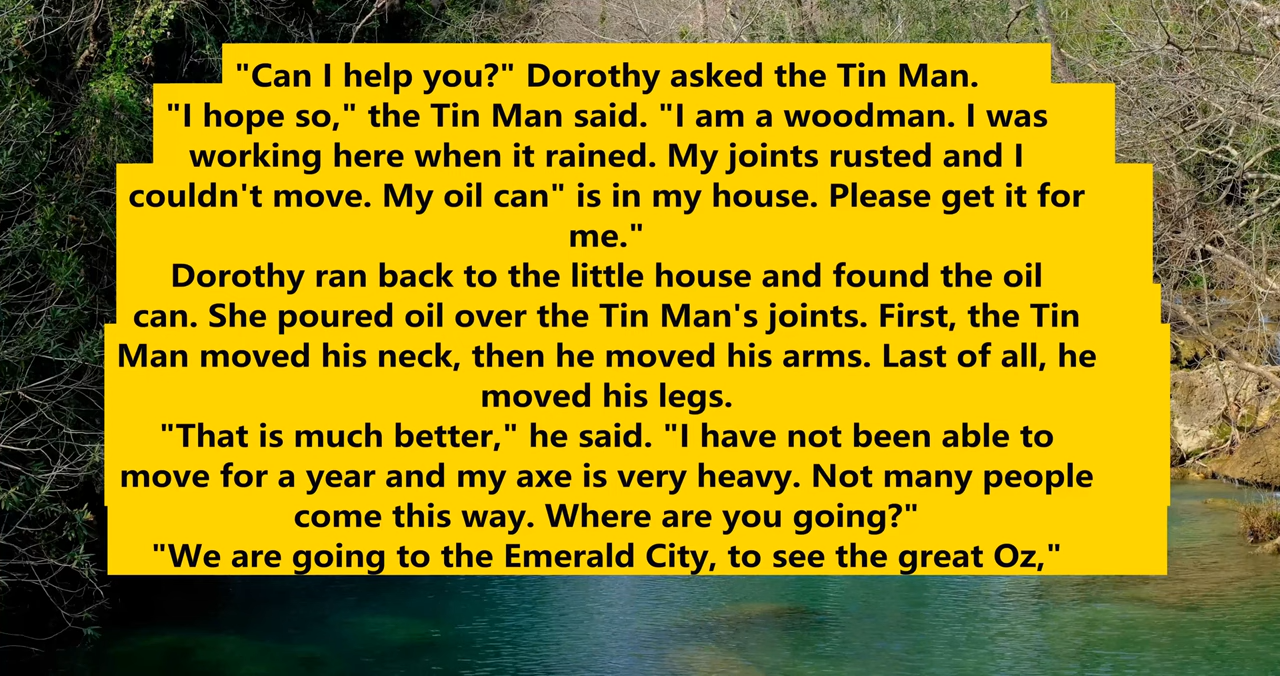 "Can I help you?" Dorothy asked the Tin Man.
"I hope so," the Tin Man said. "I am a woodman. I was
working here when it rained. My joints rusted and I
couldn't move. My oil can" is in my house. Please get it for
me."
Dorothy ran back to the little house and found the oil
can. She poured oil over the Tin Man's joints. First, the Tin
Man moved his neck, then he moved his arms. Last of all, he
moved his legs.
"That is much better," he said. "I have not been able to
move for a year and my axe is very heavy. Not many people
come this way. Where are you going?"
"We are going to the Emerald City, to see the great Oz,"